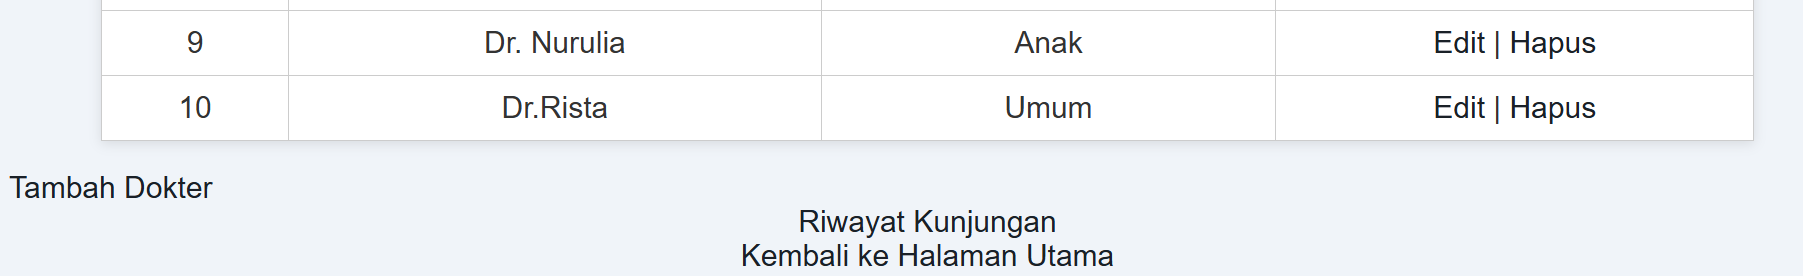 9 Dr. Nurulia Anak Edit | Hapus
10 Dr.Rista Umum Edit | Hapus
Tambah Dokter
Riwayat Kunjungan
Kembali ke Halaman Utama